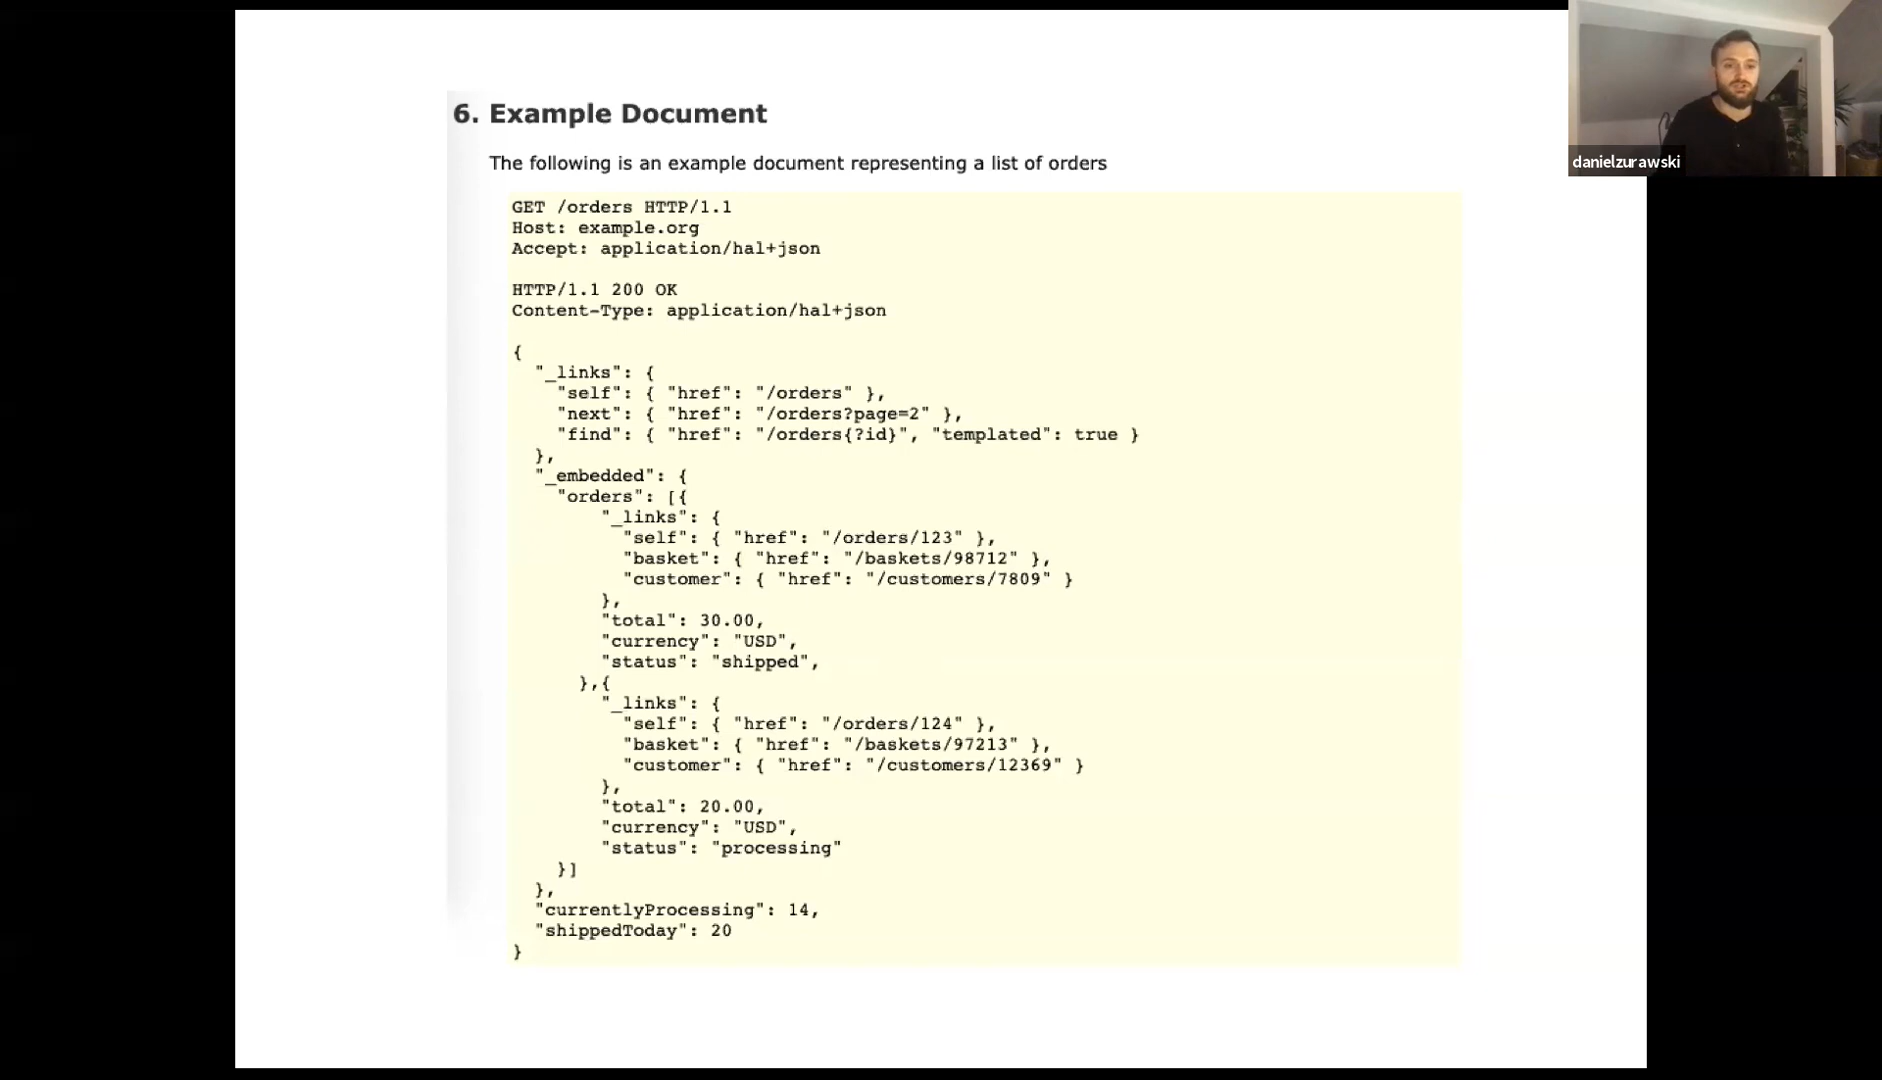 6. Example Document
The following is an example document representing a list of orders
GET /orders HTTP/1.1
Host: example.org
Accept: application/hal+json
HTTP/1.1 200 OK
Content-Type: application/hal+json
{
"_links": {
"self": { "href": "/orders" },
"next": { "href": "/orders?page=2" },
"find": { "href": "/orders{?id}", "templated": true }
},
"_embedded": {
"orders": [{
"_links": {
"self": { "href": "/orders/123" },
"basket": { "href": "/baskets/98712" },
"customer": { "href": "/customers/7809" }
},
"total": 30.00,
"currency": "USD",
"status": "shipped",
},{
"_links": {
"self": { "href": "/orders/124" },
"basket": { "href": "/baskets/97213" },
"customer": { "href": "/customers/12369" }
},
"total": 20.00,
"currency": "USD",
"status": "processing"
}]
},
"currentlyProcessing": 14,
"shippedToday": 20
}
danielzurawski